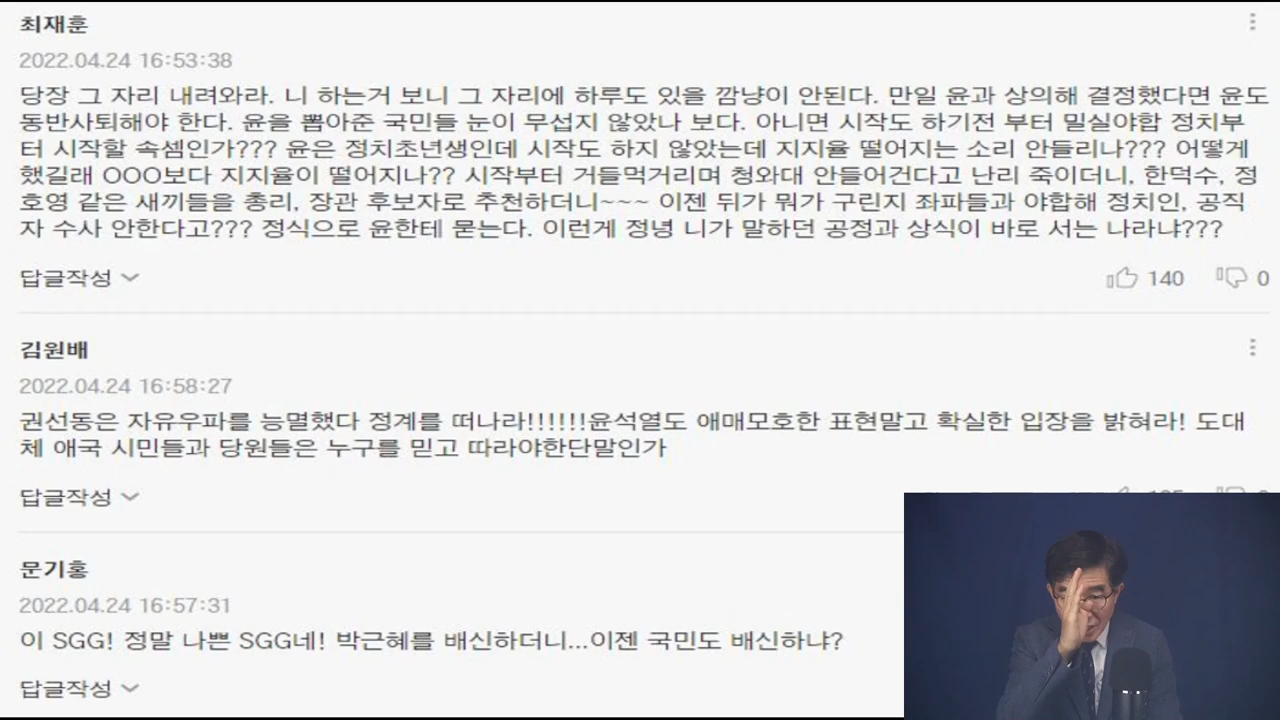 최재훈
2022.04.24 16:53:38
당장 그 자리 내려와라. 니 하는거 보니 그 자리에 하루도 있을 깜냥이 안된다. 만일 윤과 상의해 결정했다면 윤도
동반사퇴해야 한다. 윤을 뽑아준 국민들 눈이 무섭지 않았나 보다. 아니면 시작도 하기전 부터 밀실야합 정치부
터 시작할 속셈인가??? 윤은 정치초년생인데 시작도 하지 않았는데 지지율 떨어지는 소리 안들리나??? 어떻게
했길래 OOO보다 지지율이 떨어지나?? 시작부터 거들먹거리며 청와대 안들어건다고 난리 죽이더니, 한덕수, 정
호영 같은 새끼들을 총리, 장관 후보자로 추천하더니~~~ 이젠 뒤가 뭐가 구린지 좌파들과 야합해 정치인, 공직
자 수사 안한다고??? 정식으로 윤한테 묻는다. 이런게 정녕 니가 말하던 공정과 상식이 바로 서는 나라냐???
답글작성
140 0
김원배
2022.04.24 16:58:27
권선동은 자유우파를 능멸했다 정계를 떠나라!!!!!!윤석열도 애매모호한 표현말고 확실한 입장을 밝혀라! 도대
체 애국 시민들과 당원들은 누구를 믿고 따라야한단말인가
답글작성
문기홍
2022.04.24 16:57:31
이 SGG! 정말 나쁜 SGG네! 박근혜를 배신하더니...이젠 국민도 배신하냐?
답글작성